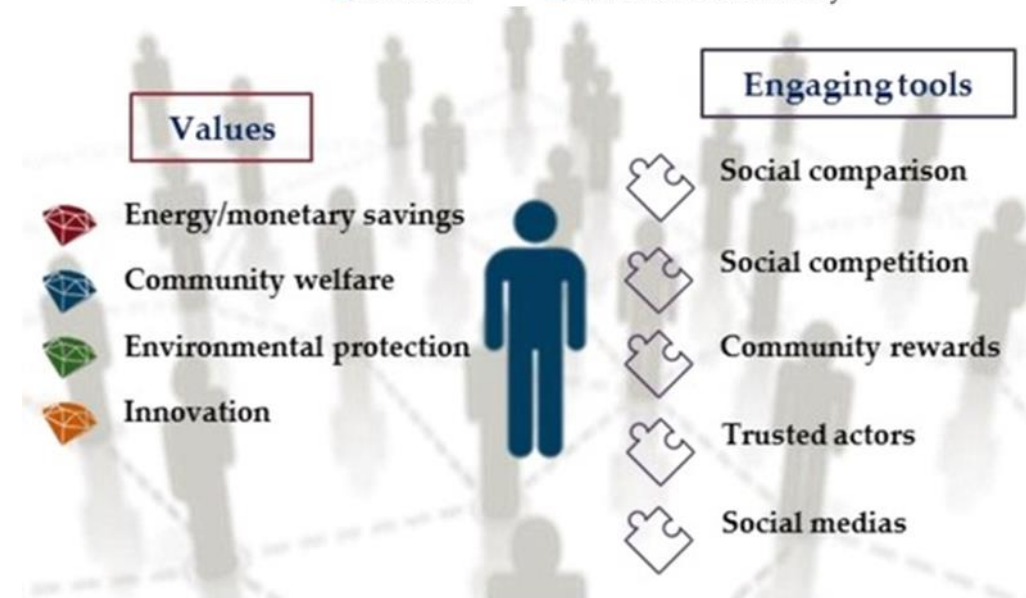 Values
Energy/monetary savings
Community welfare
Environmental protection
Innovation
Engaging tools
Social comparison
Social competition
Community rewards
Trusted actors
Social medias